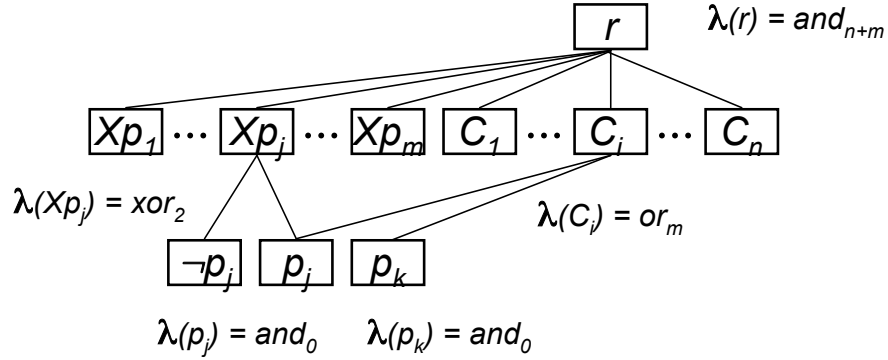 r λ(r) = and_{n+m}
Xp_1 ... Xp_j ... Xp_m C_1 ... C_i ... C_n
λ(Xp_j) = xor_2 λ(C_i) = or_m
¬p_j p_j p_k
λ(p_j) = and_0 λ(p_k) = and_0